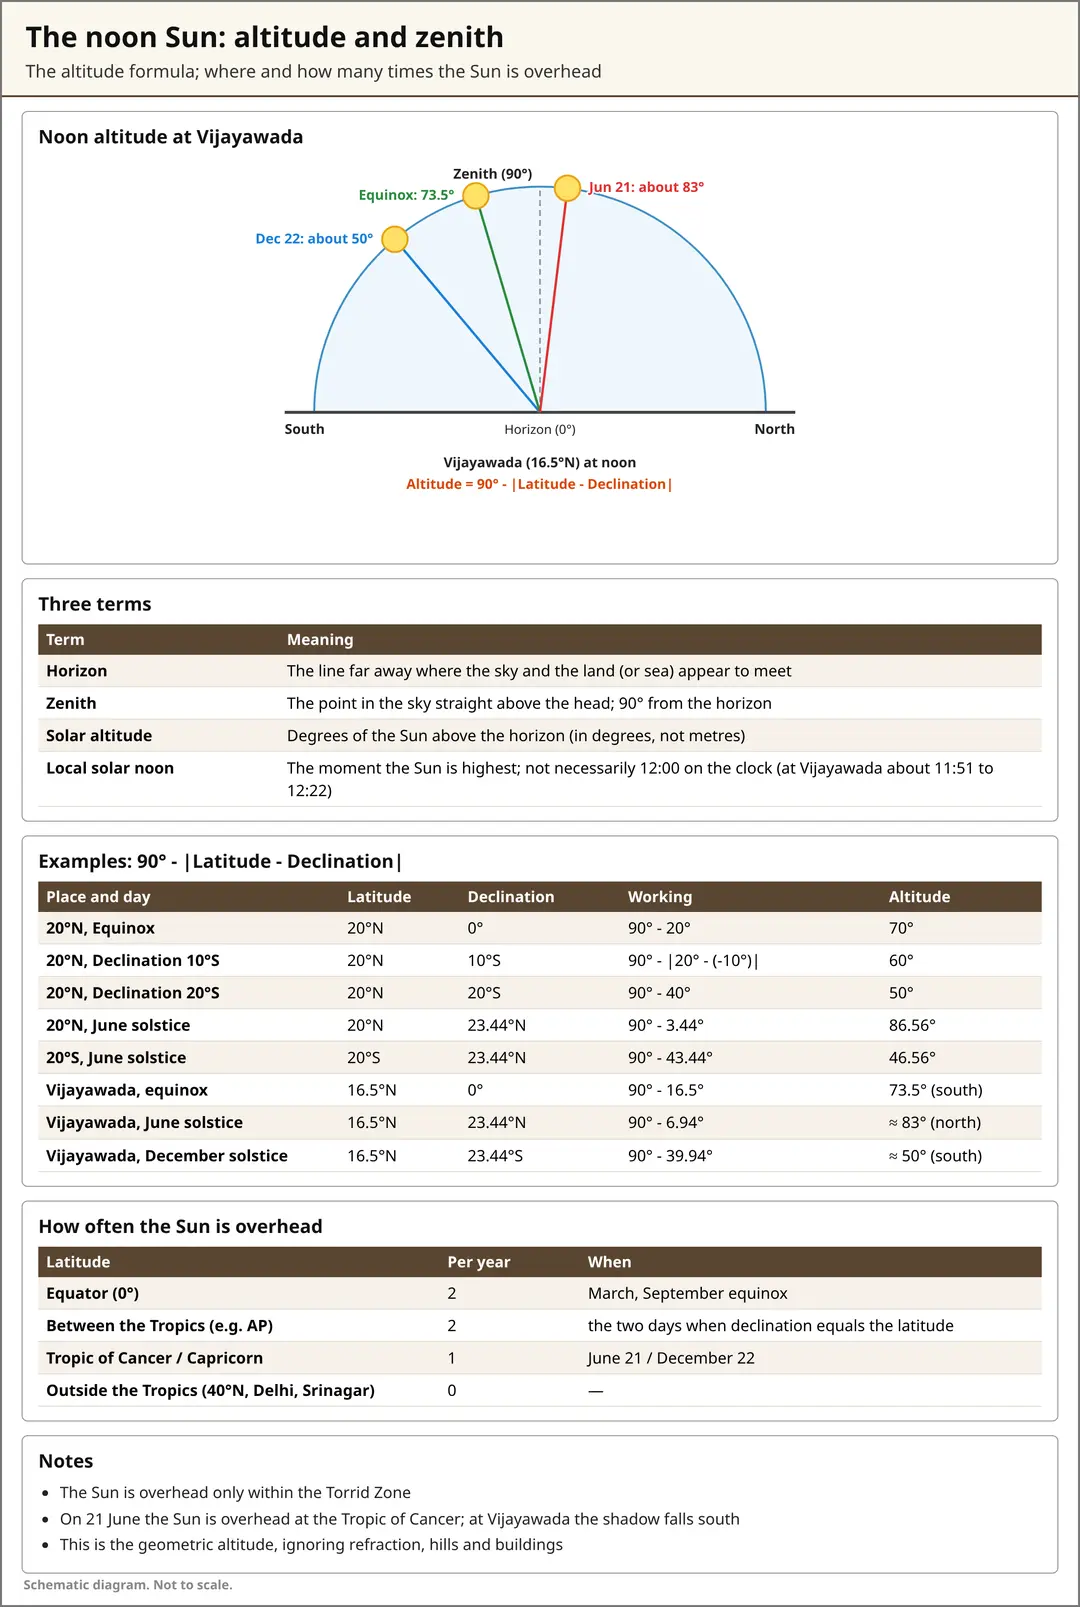 The noon Sun: altitude and zenith
The altitude formula; where and how many times the Sun is overhead
Noon altitude at Vijayawada
Zenith (90°)
Equinox: 73.5°
Jun 21: about 83°
Dec 22: about 50°
South
Horizon (0°)
North
Vijayawada (16.5°N) at noon
Altitude = 90° - |Latitude - Declination|
Three terms
Term Meaning
Horizon The line far away where the sky and the land (or sea) appear to meet
Zenith The point in the sky straight above the head; 90° from the horizon
Solar altitude Degrees of the Sun above the horizon (in degrees, not metres)
Local solar noon The moment the Sun is highest; not necessarily 12:00 on the clock (at Vijayawada about 11:51 to
12:22)
Examples: 90° - |Latitude - Declination|
Place and day Latitude Declination Working Altitude
20°N, Equinox 20°N 0° 90° - 20° 70°
20°N, Declination 10°S 20°N 10°S 90° - |20° - (-10°)| 60°
20°N, Declination 20°S 20°N 20°S 90° - 40° 50°
20°N, June solstice 20°N 23.44°N 90° - 3.44° 86.56°
20°S, June solstice 20°S 23.44°N 90° - 43.44° 46.56°
Vijayawada, equinox 16.5°N 0° 90° - 16.5° 73.5° (south)
Vijayawada, June solstice 16.5°N 23.44°N 90° - 6.94° ≈ 83° (north)
Vijayawada, December solstice 16.5°N 23.44°S 90° - 39.94° ≈ 50° (south)
How often the Sun is overhead
Latitude Per year When
Equator (0°) 2 March, September equinox
Between the Tropics (e.g. AP) 2 the two days when declination equals the latitude
Tropic of Cancer / Capricorn 1 June 21 / December 22
Outside the Tropics (40°N, Delhi, Srinagar) 0 —
Notes
• The Sun is overhead only within the Torrid Zone
• On 21 June the Sun is overhead at the Tropic of Cancer; at Vijayawada the shadow falls south
• This is the geometric altitude, ignoring refraction, hills and buildings
Schematic diagram. Not to scale.